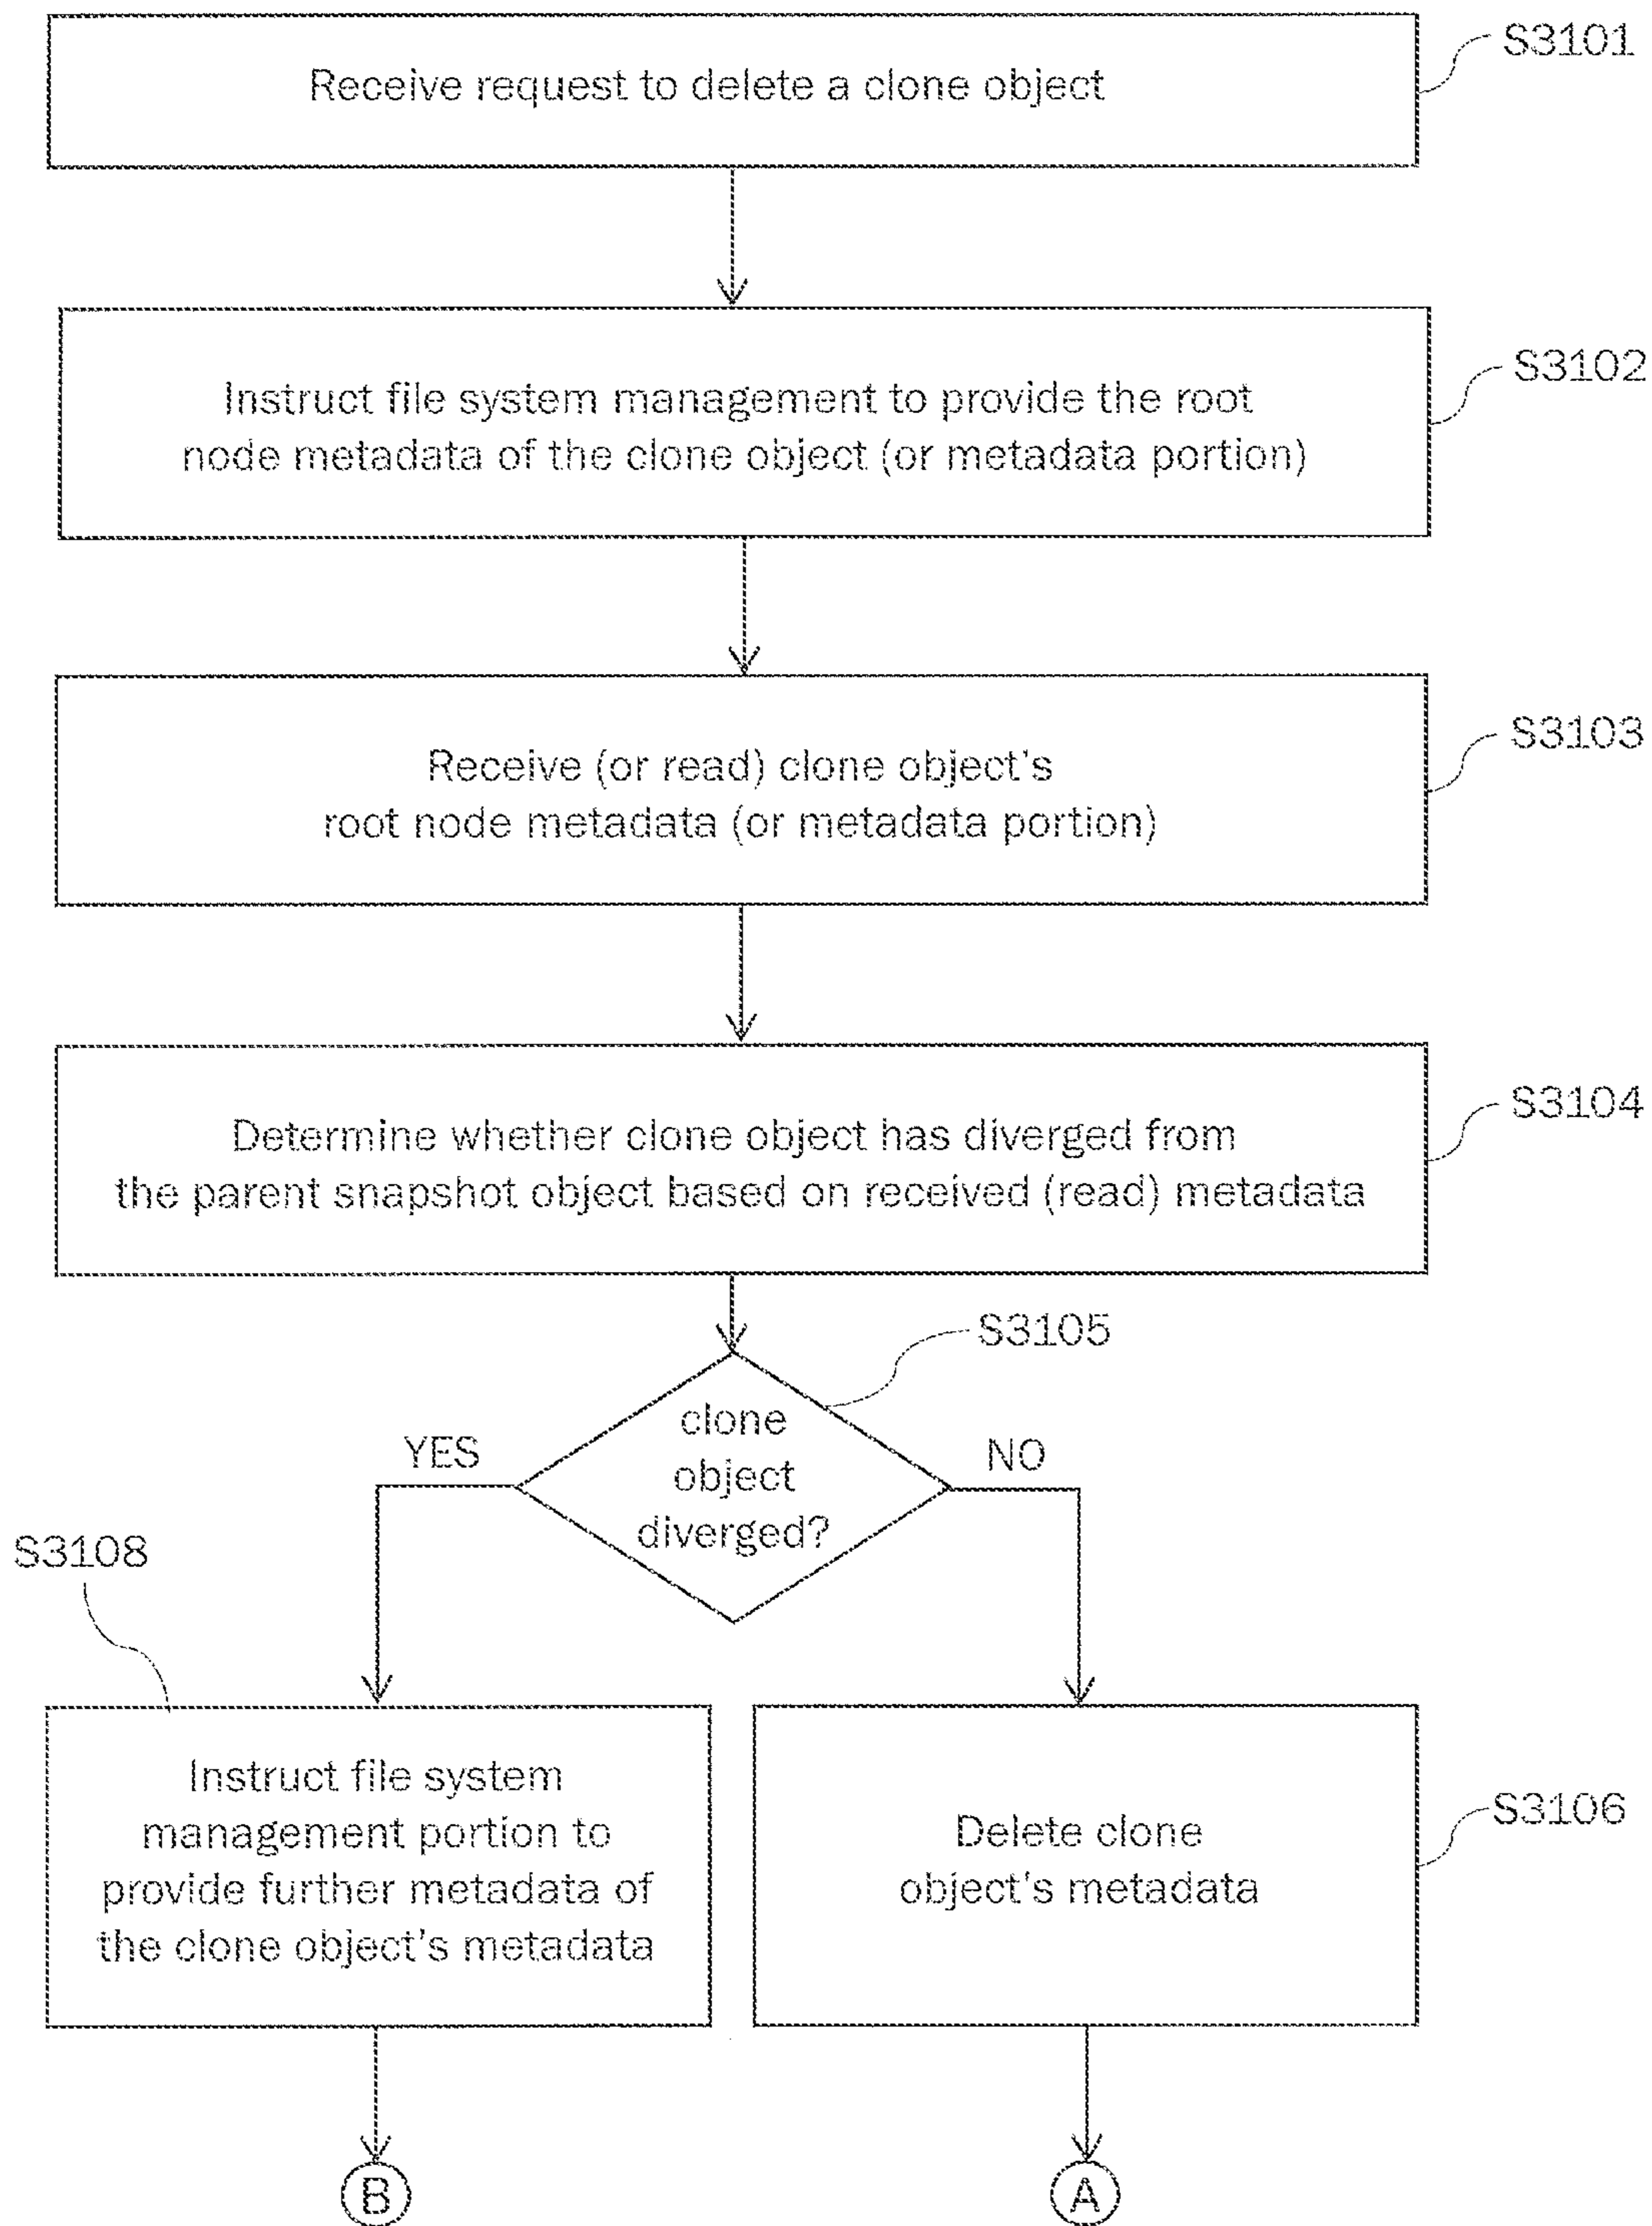 Receive request to delete a clone object
S3101
Instruct file system management to provide the root
node metadata of the clone object (or metadata portion)
S3102
Receive (or read) clone object's
root node metadata (or metadata portion)
S3103
Determine whether clone object has diverged from
the parent snapshot object based on received (read) metadata
S3104
S3105
clone
object
diverged?
YES
NO
S3108
Instruct file system
management portion to
provide further metadata of
the clone object's metadata
Delete clone
object's metadata
S3106
B
A